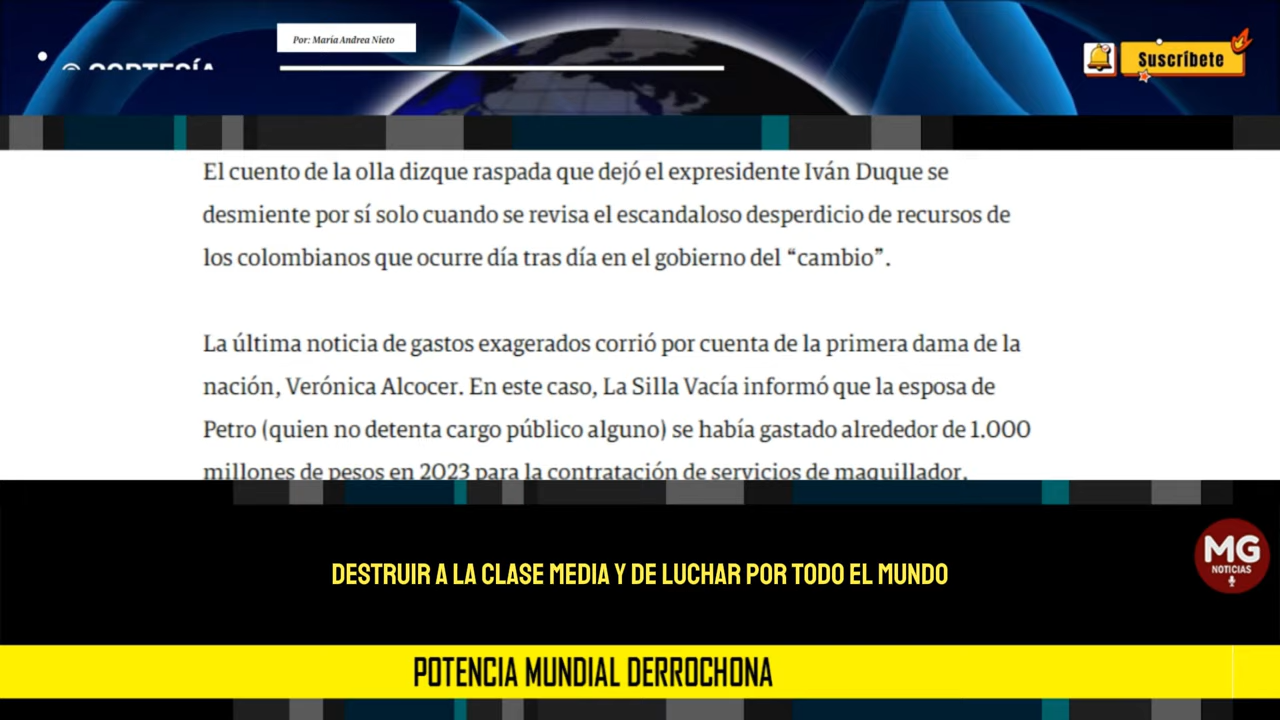 Por: María Andrea Nieto
@ CORTESÍA
Suscríbete
El cuento de la olla dizque raspada que dejó el expresidente Iván Duque se
desmiente por sí solo cuando se revisa el escandaloso desperdicio de recursos de
los colombianos que ocurre día tras día en el gobierno del “cambio”.
La última noticia de gastos exagerados corrió por cuenta de la primera dama de la
nación, Verónica Alcocer. En este caso, La Silla Vacía informó que la esposa de
Petro (quien no detenta cargo público alguno) se había gastado alrededor de 1.000
millones de pesos en 2023 para la contratación de servicios de maquillador,
DESTRUIR A LA CLASE MEDIA Y DE LUCHAR POR TODO EL MUNDO
MG
NOTICIAS
POTENCIA MUNDIAL DERROCHONA